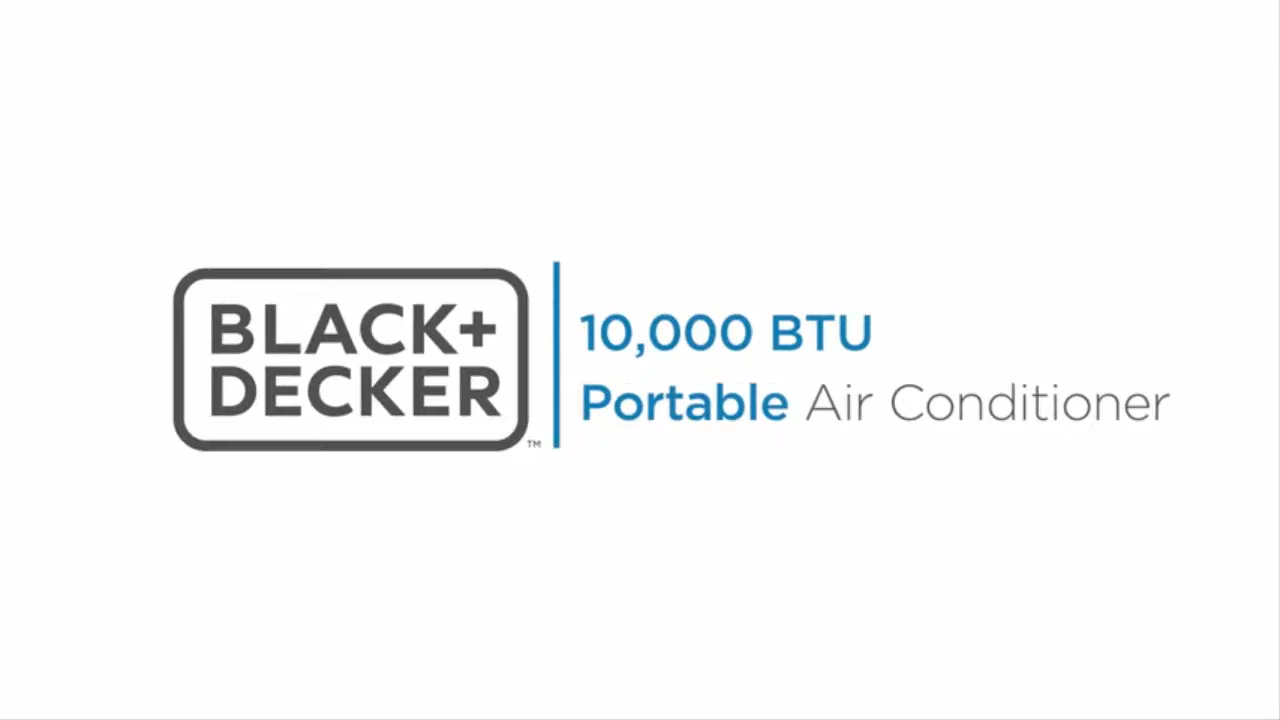 BLACK+
DECKER
TM
10,000 BTU
Portable Air Conditioner